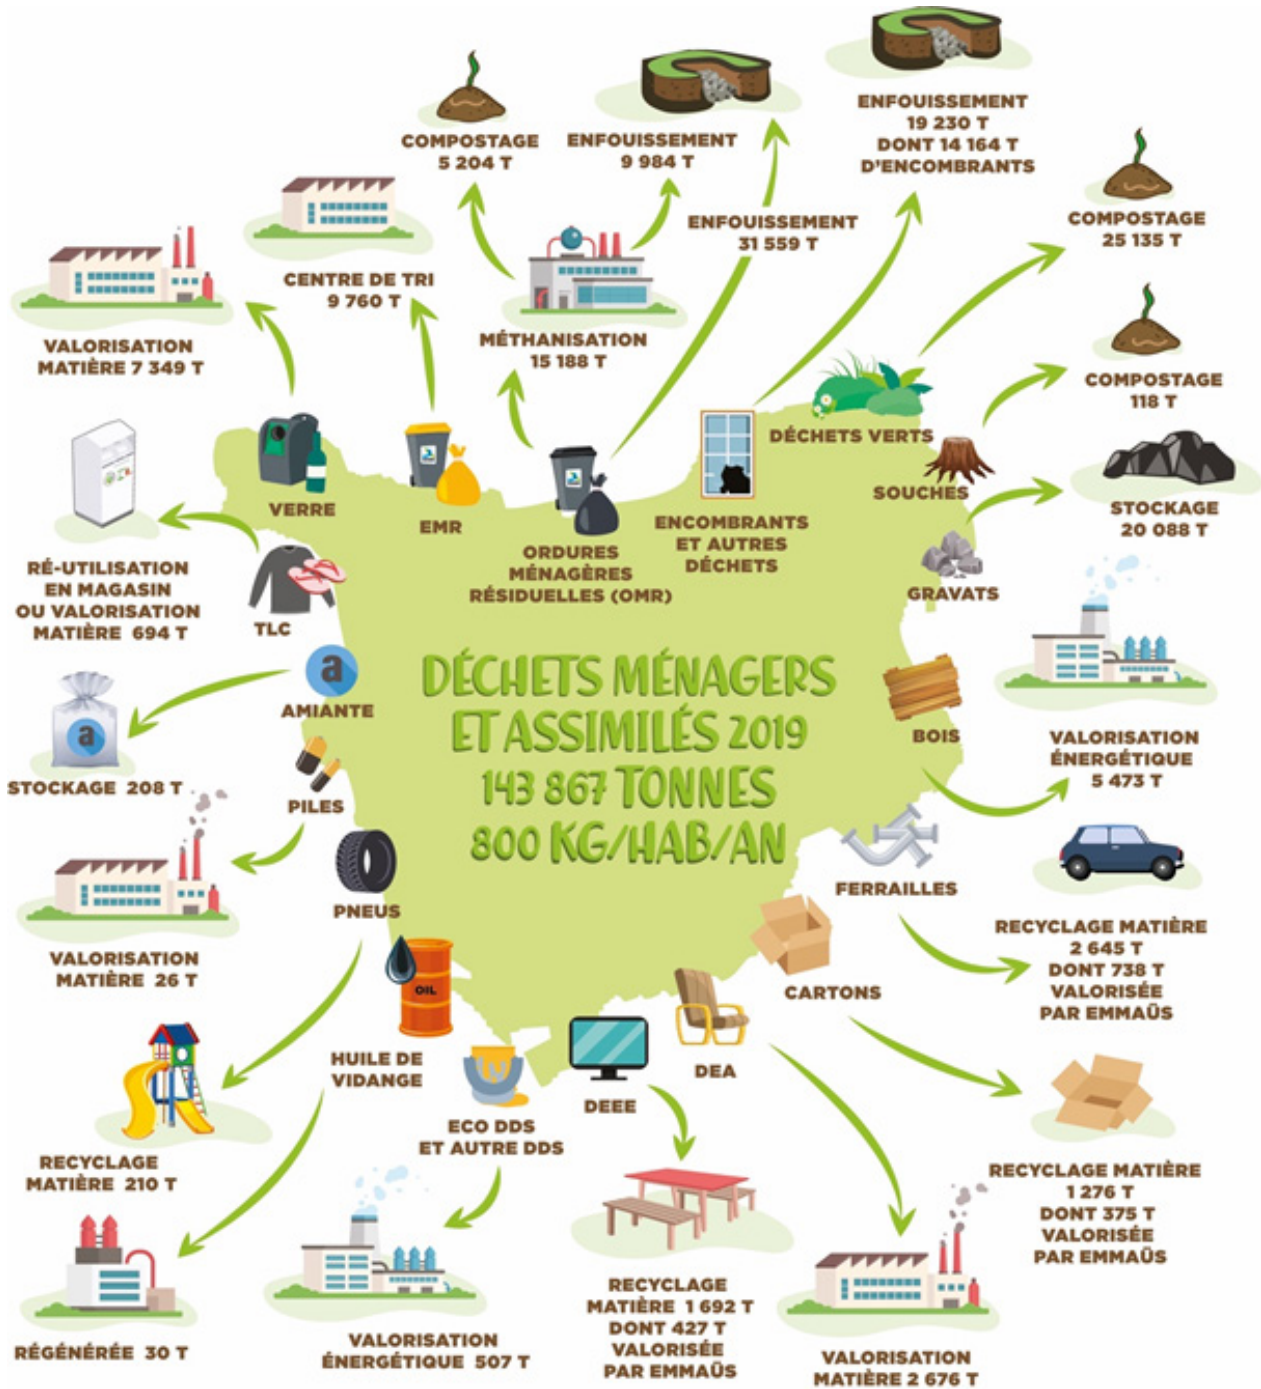 ENFOUISSEMENT
19 230 T
DONT 14 164 T
D'ENCOMBRANTS
COMPOSTAGE
5 204 T
ENFOUISSEMENT
9 984 T
ENFOUISSEMENT
31 559 T
COMPOSTAGE
25 135 T
CENTRE DE TRI
9 760 T
MÉTHANISATION
15 188 T
VALORISATION
MATIÈRE 7 349 T
COMPOSTAGE
118 T
DÉCHETS VERTS
SOUCHES
VERRE
EMR
ORDURES
MÉNAGÈRES
RÉSIDUELLES (OMR)
ENCOMBRANTS
ET AUTRES
DÉCHETS
STOCKAGE
20 088 T
GRAVATS
RÉ-UTILISATION
EN MAGASIN
OU VALORISATION
MATIÈRE 694 T
TLC
DÉCHETS MÉNAGERS
ET ASSIMILÉS 2019
143 867 TONNES
800 KG/HAB/AN
a
AMIANTE
a
STOCKAGE 208 T
BOIS
VALORISATION
ÉNERGÉTIQUE
5 473 T
PILES
VALORISATION
MATIÈRE 26 T
PNEUS
FERRAILLES
RECYCLAGE MATIÈRE
2 645 T
DONT 738 T
VALORISÉE
PAR EMMAÜS
OIL
CARTONS
HUILE DE
VIDANGE
DEA
DEEE
ECO DDS
ET AUTRE DDS
RECYCLAGE
MATIÈRE 210 T
RECYCLAGE MATIÈRE
1 276 T
DONT 375 T
VALORISÉE
PAR EMMAÜS
RÉGÉNÉRÉE 30 T
VALORISATION
ÉNERGÉTIQUE 507 T
RECYCLAGE
MATIÈRE 1 692 T
DONT 427 T
VALORISÉE
PAR EMMAÜS
VALORISATION
MATIÈRE 2 676 T